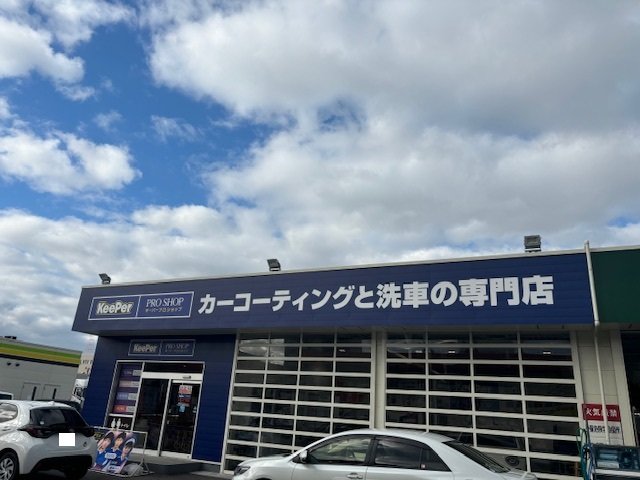 KeePer
PRO SHOP
キーパープロショップ
カーコーティングと洗車の専門店
KeePer
PRO SHOP
火気厳禁